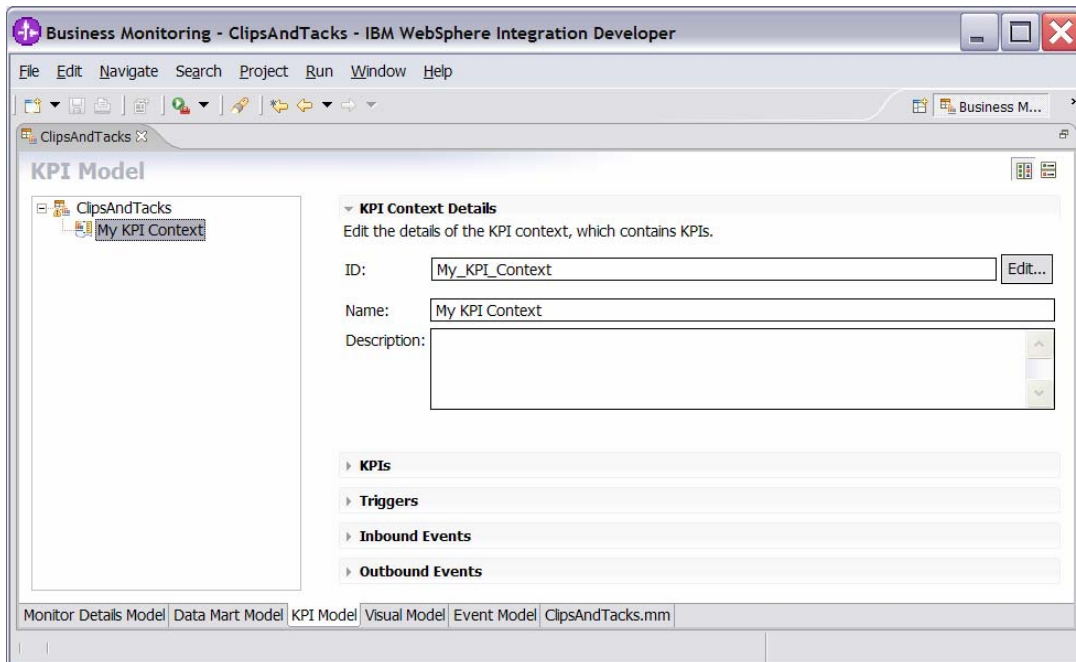 Business Monitoring - ClipsAndTacks - IBM WebSphere Integration Developer
File Edit Navigate Search Project Run Window Help
Business M...
ClipsAndTacks
KPI Model
ClipsAndTacks
My KPI Context
KPI Context Details
Edit the details of the KPI context, which contains KPIs.
ID: My_KPI_Context Edit...
Name: My KPI Context
Description:
KPIs
Triggers
Inbound Events
Outbound Events
Monitor Details Model Data Mart Model KPI Model Visual Model Event Model ClipsAndTacks.mm